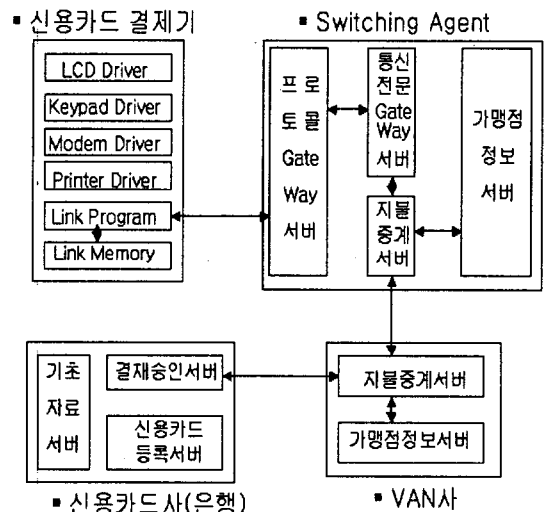 ▪ 신용카드 결제기
LCD Driver
Keypad Driver
Modem Driver
Printer Driver
Link Program
Link Memory
▪ Switching Agent
프 로
토 콜
Gate
Way
서버
통신
전문
Gate
Way
서버
지불
중계
서버
가맹점
정보
서버
기초
자료
서버
결재승인서버
신용카드
등록서버
▪ 신용카드사(은행)
지불중계서버
가맹점정보서버
▪ VAN사